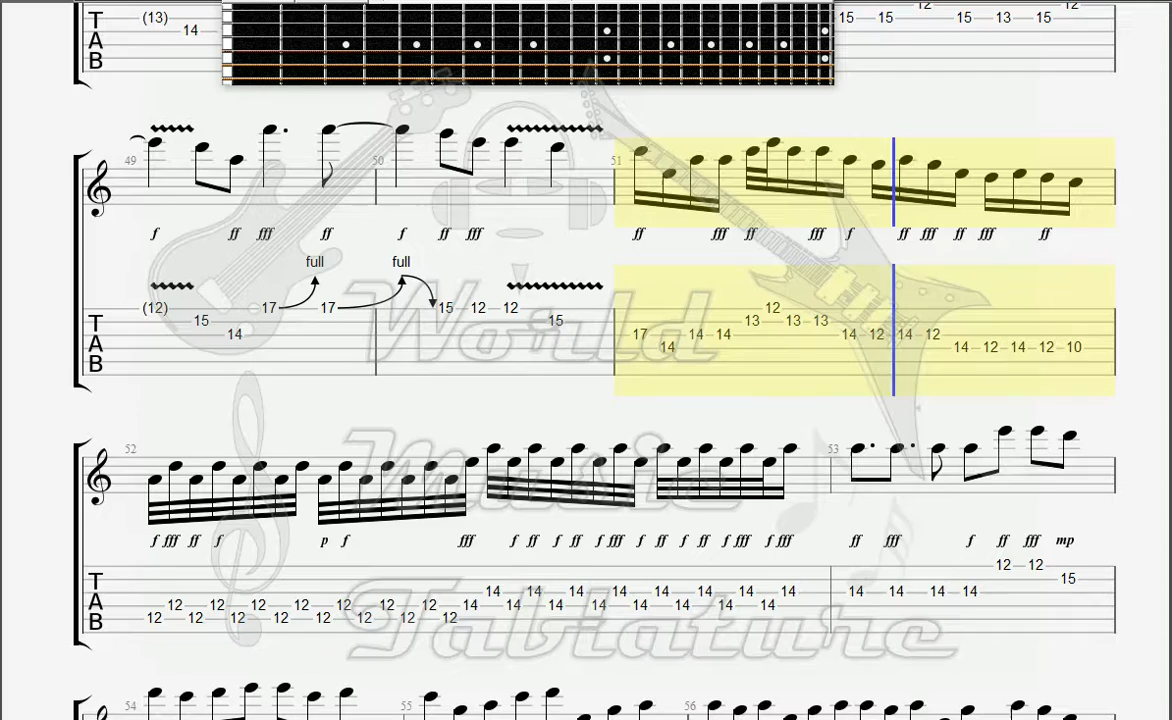 (13) 14 15 15 12 15 13 15 12
T
A
B
49 50 51
f ff fff ff f ff fff ff fff ff fff f ff fff ff fff ff
full full
(12) 15 14 17 17 15 12 12 15 17 14 14 14 13 12 13 13 14 12 14 12 14 12 14 12 10
T
A
B
World
Hit
52 53
f fff ff f p f fff f ff f ff f fff f ff f ff f fff f fff ff fff f ff fff mp
Music
12 12 12 12 12 12 12 12 12 12 12 12 12 12 12 14 14 14 14 14 14 14 14 14 14 14 14 14 14 14 14 14 14 14 14 12 12 15
T
A
B
Tablature
54 55 56